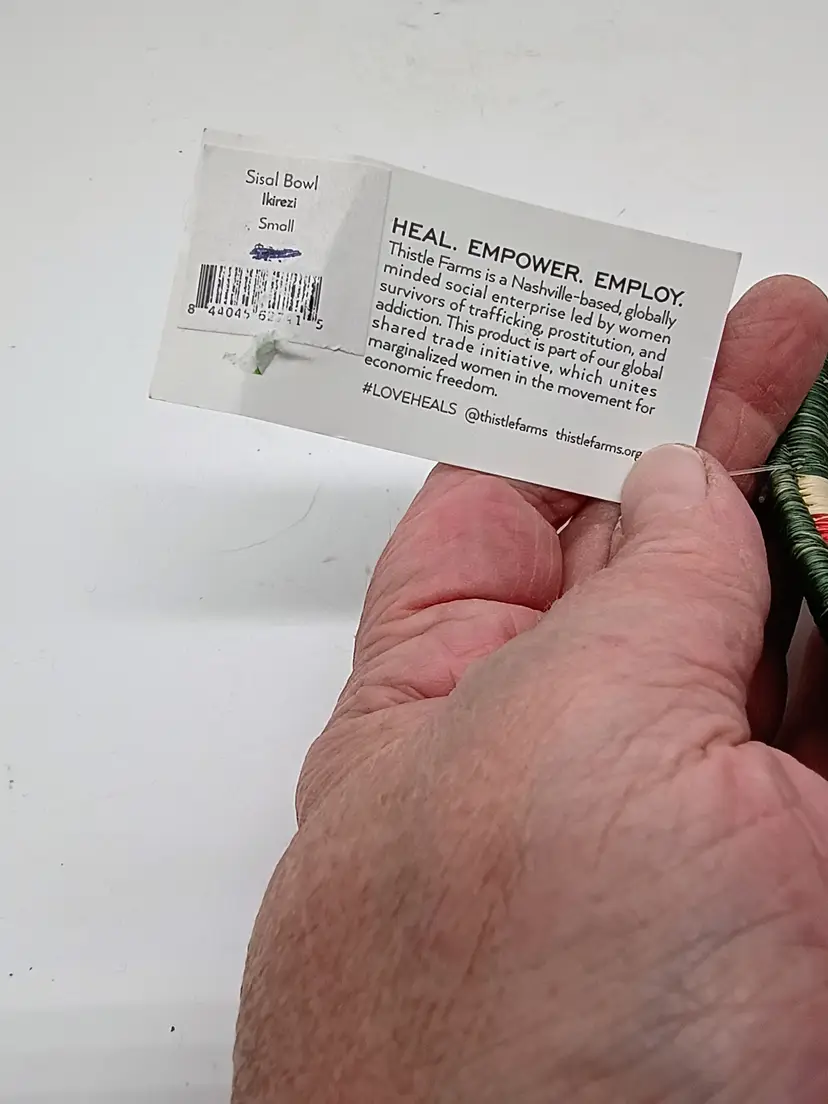 Sisal Bowl
Ikirezi
Small
HEAL. EMPOWER. EMPLOY.
Thistle Farms is a Nashville-based, globally
minded social enterprise led by women
survivors of trafficking, prostitution, and
addiction. This product is part of our global
shared trade initiative, which unites
marginalized women in the movement for
economic freedom.
#LOVEHEALS @thistlefarms thistlefarms.org